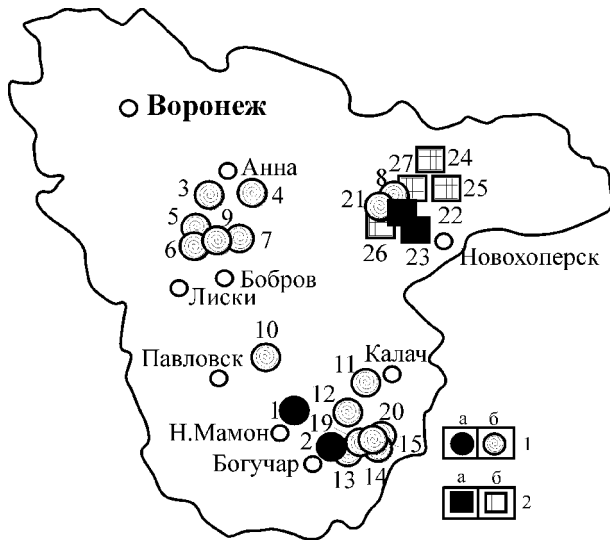 Воронеж
Анна
24
27
8
3
4
25
21
5
9
22
7
6
26
23
Новохоперск
Бобров
Лиски
10
Павловск
11
Калач
12
1
19
20
Н.Мамон
2
15
Богучар
13
14
а б
1
а б
2